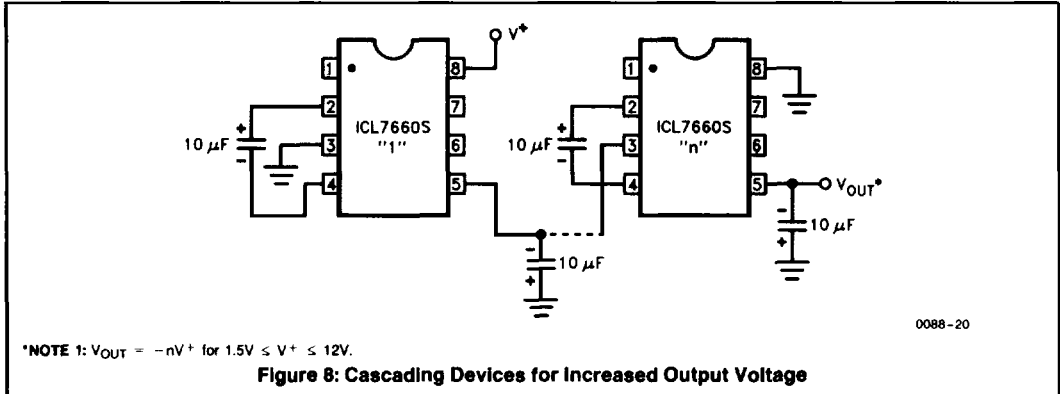 V+
1
8
2
7
3
6
4
5
ICL7660S
"1"
+
10 μF
-
-
10 μF
+
1
8
2
7
3
6
4
5
ICL7660S
"n"
+
10 μF
-
VOUT*
-
10 μF
+
0088-20
*NOTE 1: VOUT = -nV+ for 1.5V ≤ V+ ≤ 12V.
Figure 8: Cascading Devices for Increased Output Voltage